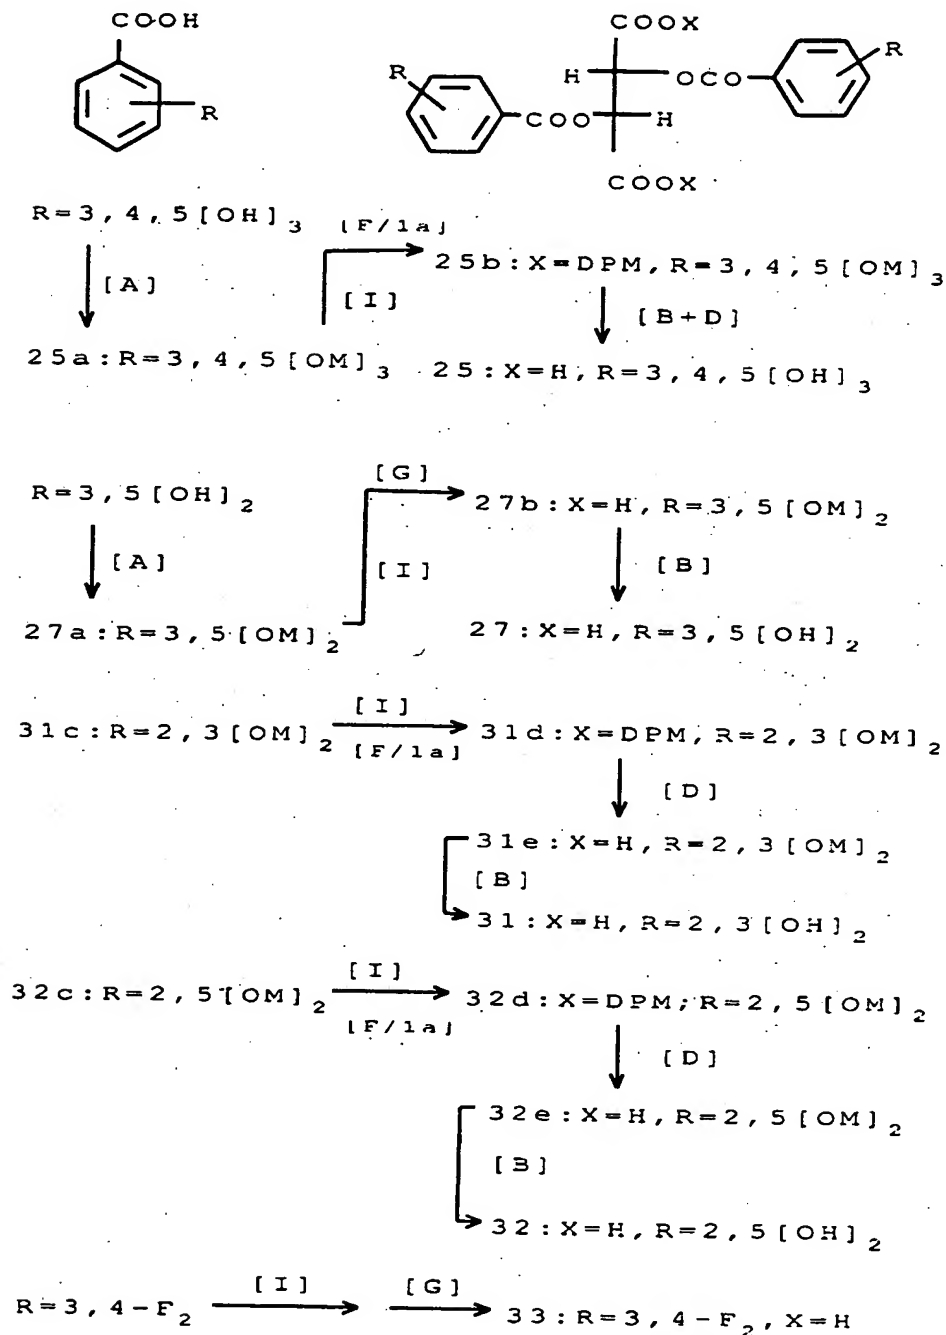 COOH
R
COOX
R
H
OCO
R
COO
H
COOX
R=3,4,5[OH]3
[A]
25a:R=3,4,5[OM]3
[F/1a]
[I]
25b:X=DPM,R=3,4,5[OM]3
[B+D]
25:X=H,R=3,4,5[OH]3
R=3,5[OH]2
[A]
27a:R=3,5[OM]2
[G]
[I]
27b:X=H,R=3,5[OM]2
[B]
27:X=H,R=3,5[OH]2
31c:R=2,3[OM]2
[I]
[F/1a]
31d:X=DPM,R=2,3[OM]2
[D]
31e:X=H,R=2,3[OM]2
[B]
31:X=H,R=2,3[OH]2
32c:R=2,5[OM]2
[I]
[F/1a]
32d:X=DPM;R=2,5[OM]2
[D]
32e:X=H,R=2,5[OM]2
[B]
32:X=H,R=2,5[OH]2
R=3,4-F2
[I]
[G]
33:R=3,4-F2,X=H